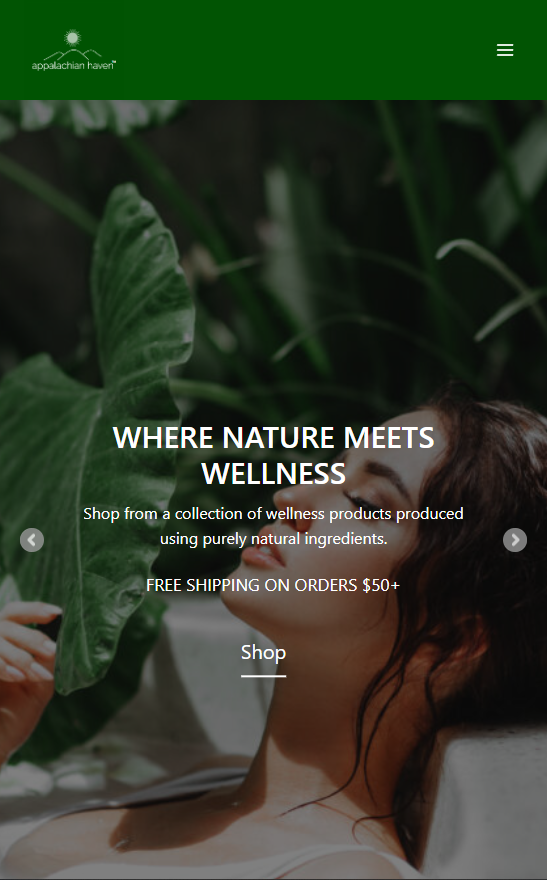 appalachian haven™
WHERE NATURE MEETS
WELLNESS
Shop from a collection of wellness products produced
using purely natural ingredients.
FREE SHIPPING ON ORDERS $50+
Shop